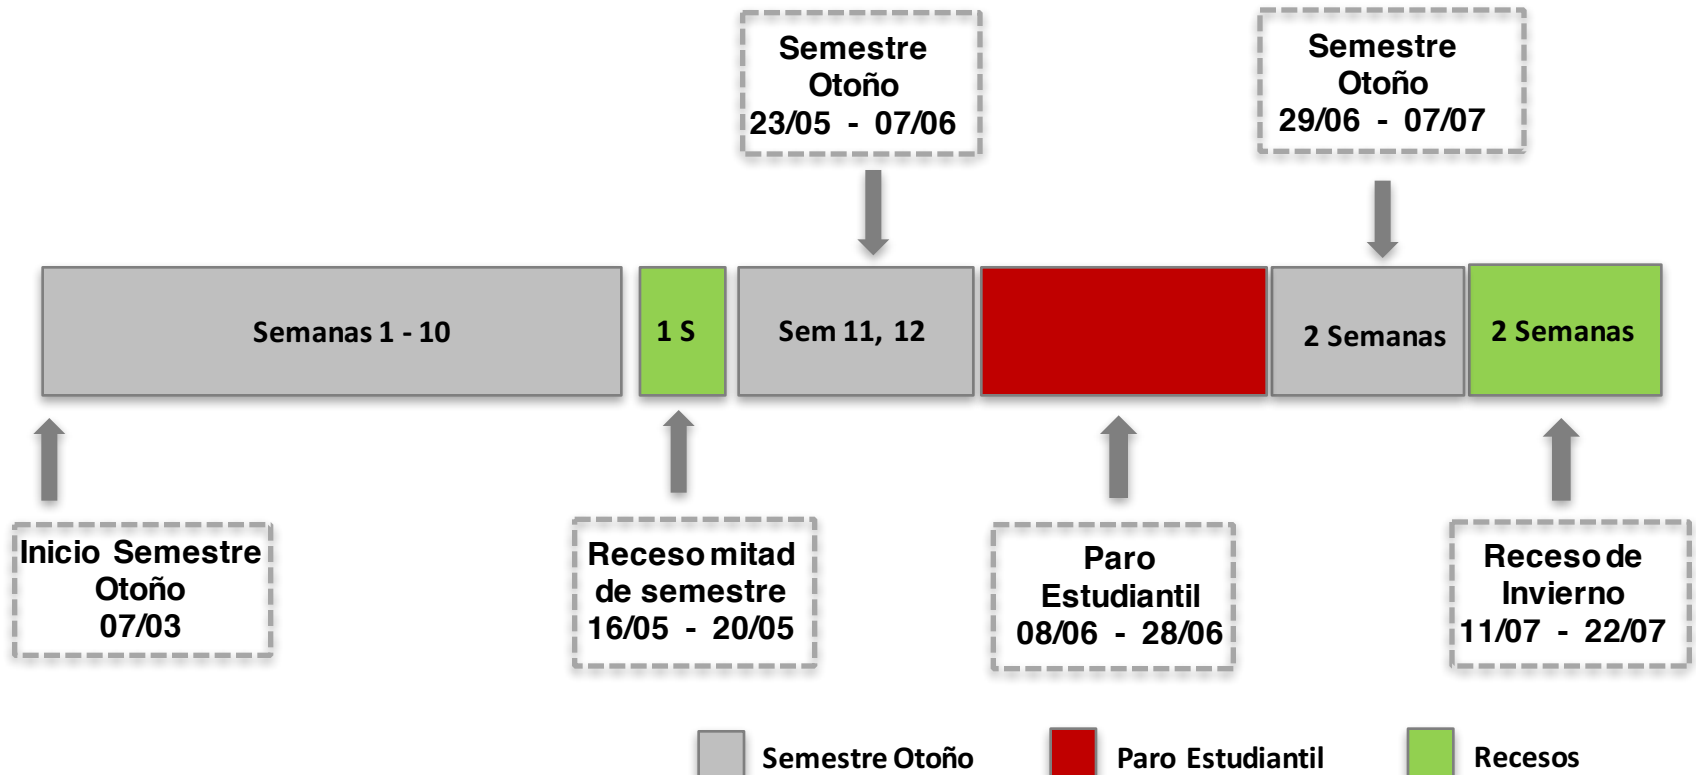 Semestre
Otoño
23/05 - 07/06
Semestre
Otoño
29/06 - 07/07
Semanas 1 - 10
1 S
Sem 11, 12
2 Semanas
2 Semanas
Inicio Semestre
Otoño
07/03
Receso mitad
de semestre
16/05 - 20/05
Paro
Estudiantil
08/06 - 28/06
Receso de
Invierno
11/07 - 22/07
Semestre Otoño
Paro Estudiantil
Recesos